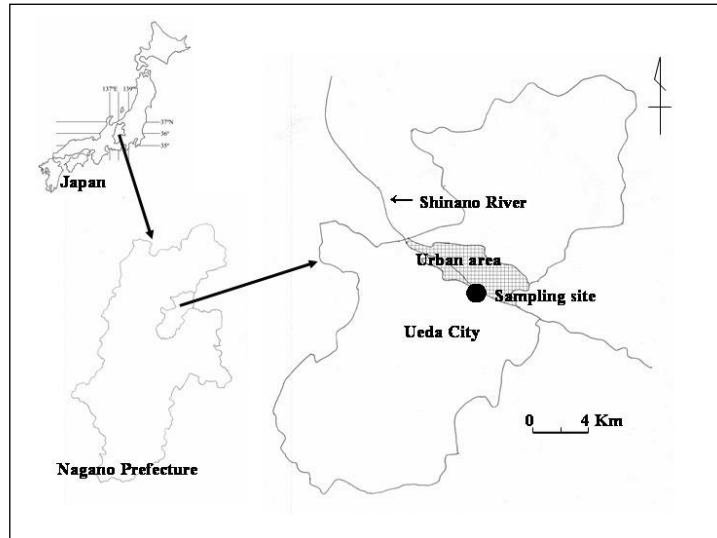 137°E 139°
37°N
36°
35°
Japan
Shinano River
Urban area
Sampling site
Ueda City
0 4 Km
Nagano Prefecture